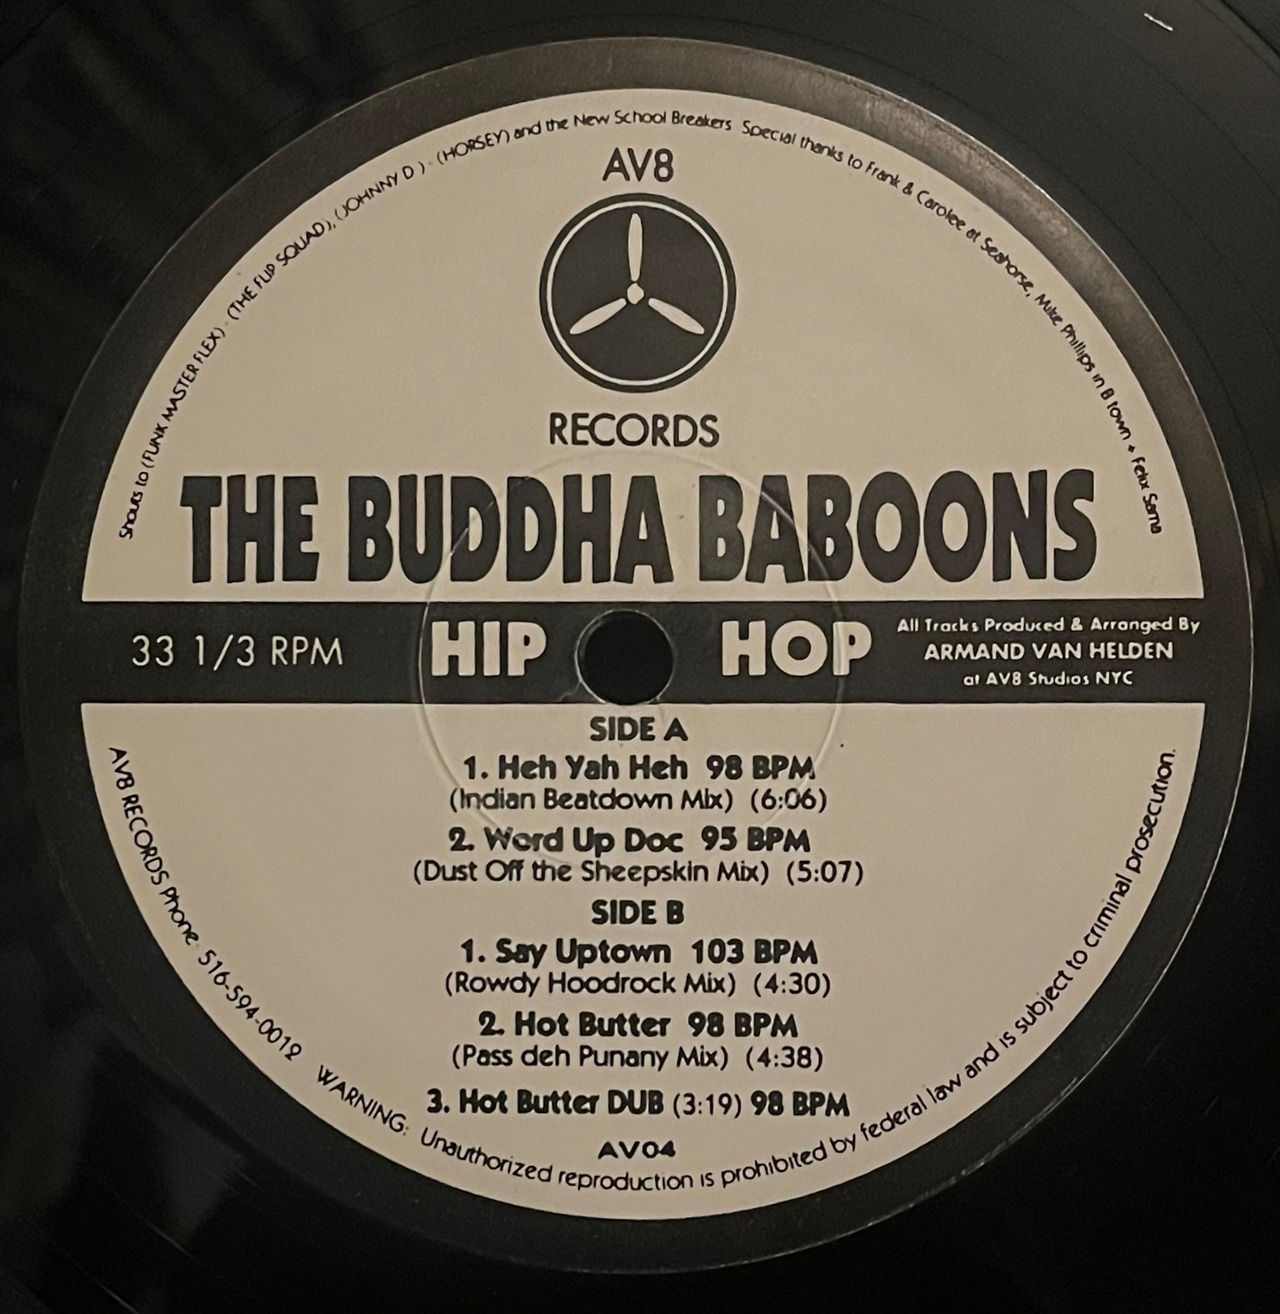 Shouts to (FUNK MASTER FLEX) - (THE FLIP SQUAD), (JOHNNY D) - (HORSEY) and the New School Breakers Special thanks to Frank & Carolee at Seahorse, Mike Phillips in B town + Felix Sama
AV8
RECORDS
THE BUDDHA BABOONS
33 1/3 RPM
HIP HOP
All Tracks Produced & Arranged By
ARMAND VAN HELDEN
at AV8 Studios NYC
SIDE A
1. Heh Yah Heh 98 BPM
(Indian Beatdown Mix) (6:06)
2. Word Up Doc 95 BPM
(Dust Off the Sheepskin Mix) (5:07)
SIDE B
1. Say Uptown 103 BPM
(Rowdy Hoodrock Mix) (4:30)
2. Hot Butter 98 BPM
(Pass deh Punany Mix) (4:38)
3. Hot Butter DUB (3:19) 98 BPM
AV04
AV8 RECORDS Phone: 516-594-0012 WARNING: Unauthorized reproduction is prohibited by federal law and is subject to criminal prosecution.